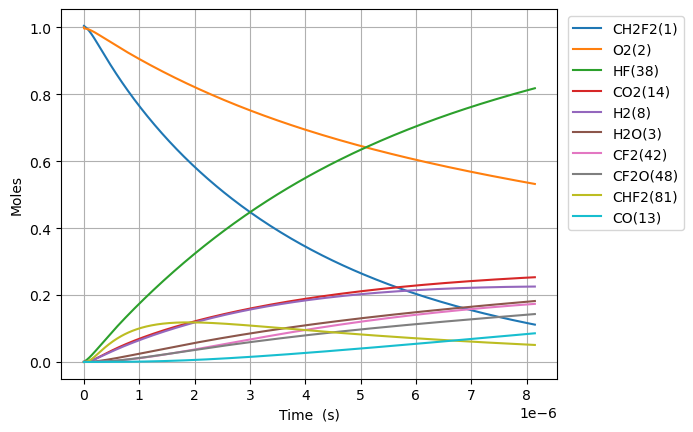 1.0
0.8
0.6
0.4
0.2
0.0
Moles
0 1 2 3 4 5 6 7 8
1e-6
Time (s)
CH2F2(1)
O2(2)
HF(38)
CO2(14)
H2(8)
H2O(3)
CF2(42)
CF2O(48)
CHF2(81)
CO(13)